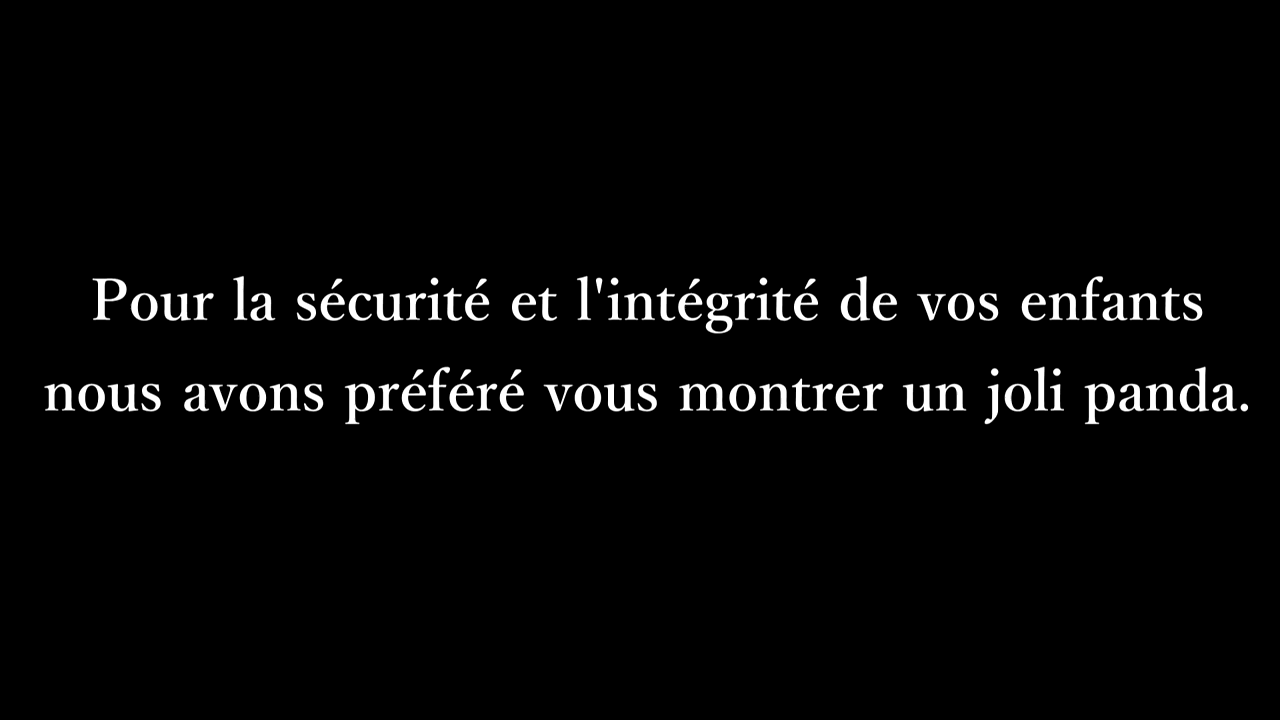 Pour la sécurité et l'intégrité de vos enfants
nous avons préféré vous montrer un joli panda.